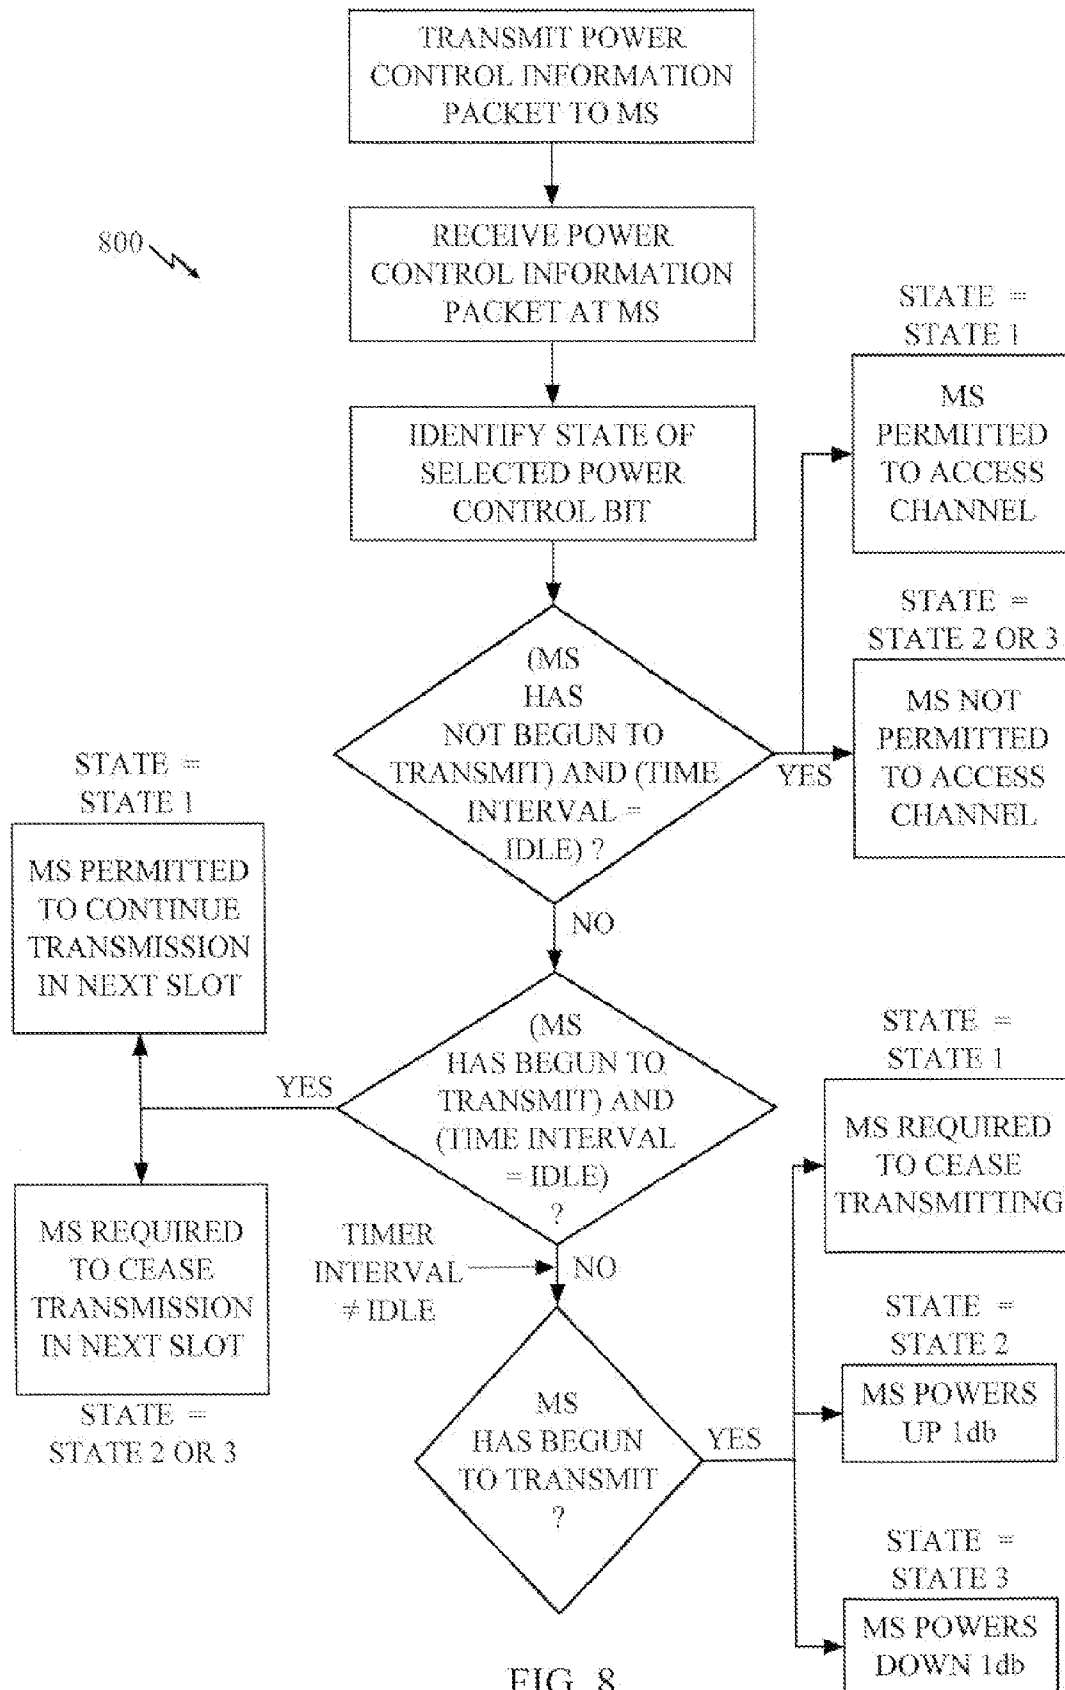 TRANSMIT POWER
CONTROL INFORMATION
PACKET TO MS
800
RECEIVE POWER
CONTROL INFORMATION
PACKET AT MS
IDENTIFY STATE OF
SELECTED POWER
CONTROL BIT
STATE =
STATE 1
MS
PERMITTED
TO ACCESS
CHANNEL
STATE =
STATE 2 OR 3
MS NOT
PERMITTED
TO ACCESS
CHANNEL
(MS
HAS
NOT BEGUN TO
TRANSMIT) AND (TIME
INTERVAL =
IDLE) ?
YES
NO
STATE =
STATE 1
MS PERMITTED
TO CONTINUE
TRANSMISSION
IN NEXT SLOT
(MS
HAS BEGUN TO
TRANSMIT) AND
(TIME INTERVAL
= IDLE)
?
YES
MS REQUIRED
TO CEASE
TRANSMISSION
IN NEXT SLOT
STATE =
STATE 2 OR 3
TIMER
INTERVAL
≠ IDLE
NO
MS
HAS BEGUN
TO TRANSMIT
?
YES
STATE =
STATE 1
MS REQUIRED
TO CEASE
TRANSMITTING
STATE =
STATE 2
MS POWERS
UP 1db
STATE =
STATE 3
MS POWERS
DOWN 1db
FIG. 8